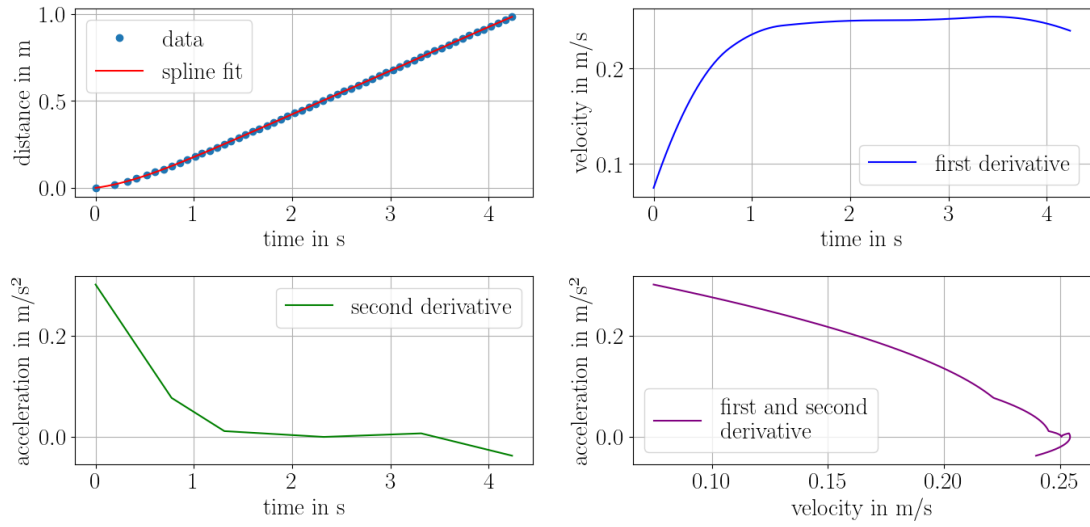 1.0
0.5
0.0
distance in m
data
spline fit
0 1 2 3 4
time in s
0.2
0.1
velocity in m/s
first derivative
0 1 2 3 4
time in s
0.2
0.0
acceleration in m/s²
second derivative
0 1 2 3 4
time in s
0.2
0.0
acceleration in m/s²
first and second
derivative
0.10 0.15 0.20 0.25
velocity in m/s